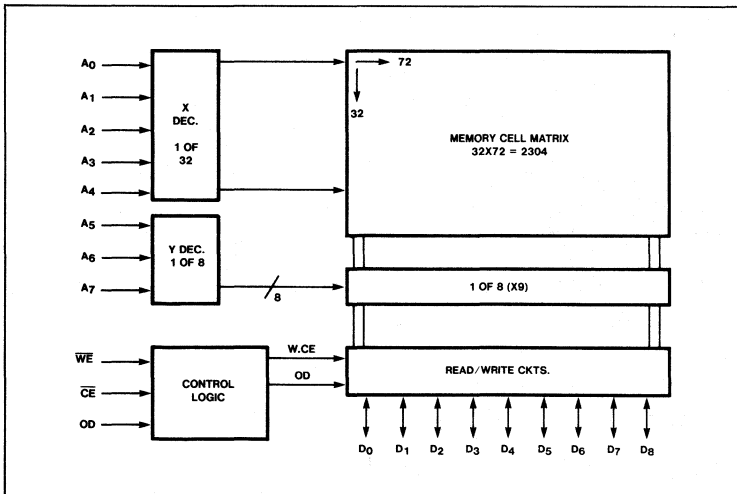 A0
A1
A2
A3
A4
X
DEC.
1 OF
32
72
32
MEMORY CELL MATRIX
32X72 = 2304
A5
A6
A7
Y DEC.
1 OF 8
8
1 OF 8 (X9)
W̅E̅
C̅E̅
OD
CONTROL
LOGIC
W.CE
OD
READ/WRITE CKTS.
D0 D1 D2 D3 D4 D5 D6 D7 D8